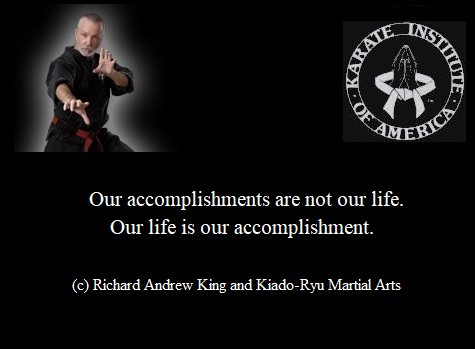 KARATE INSTITUTE
· OF AMERICA ·
Our accomplishments are not our life.
Our life is our accomplishment.
(c) Richard Andrew King and Kiado-Ryu Martial Arts